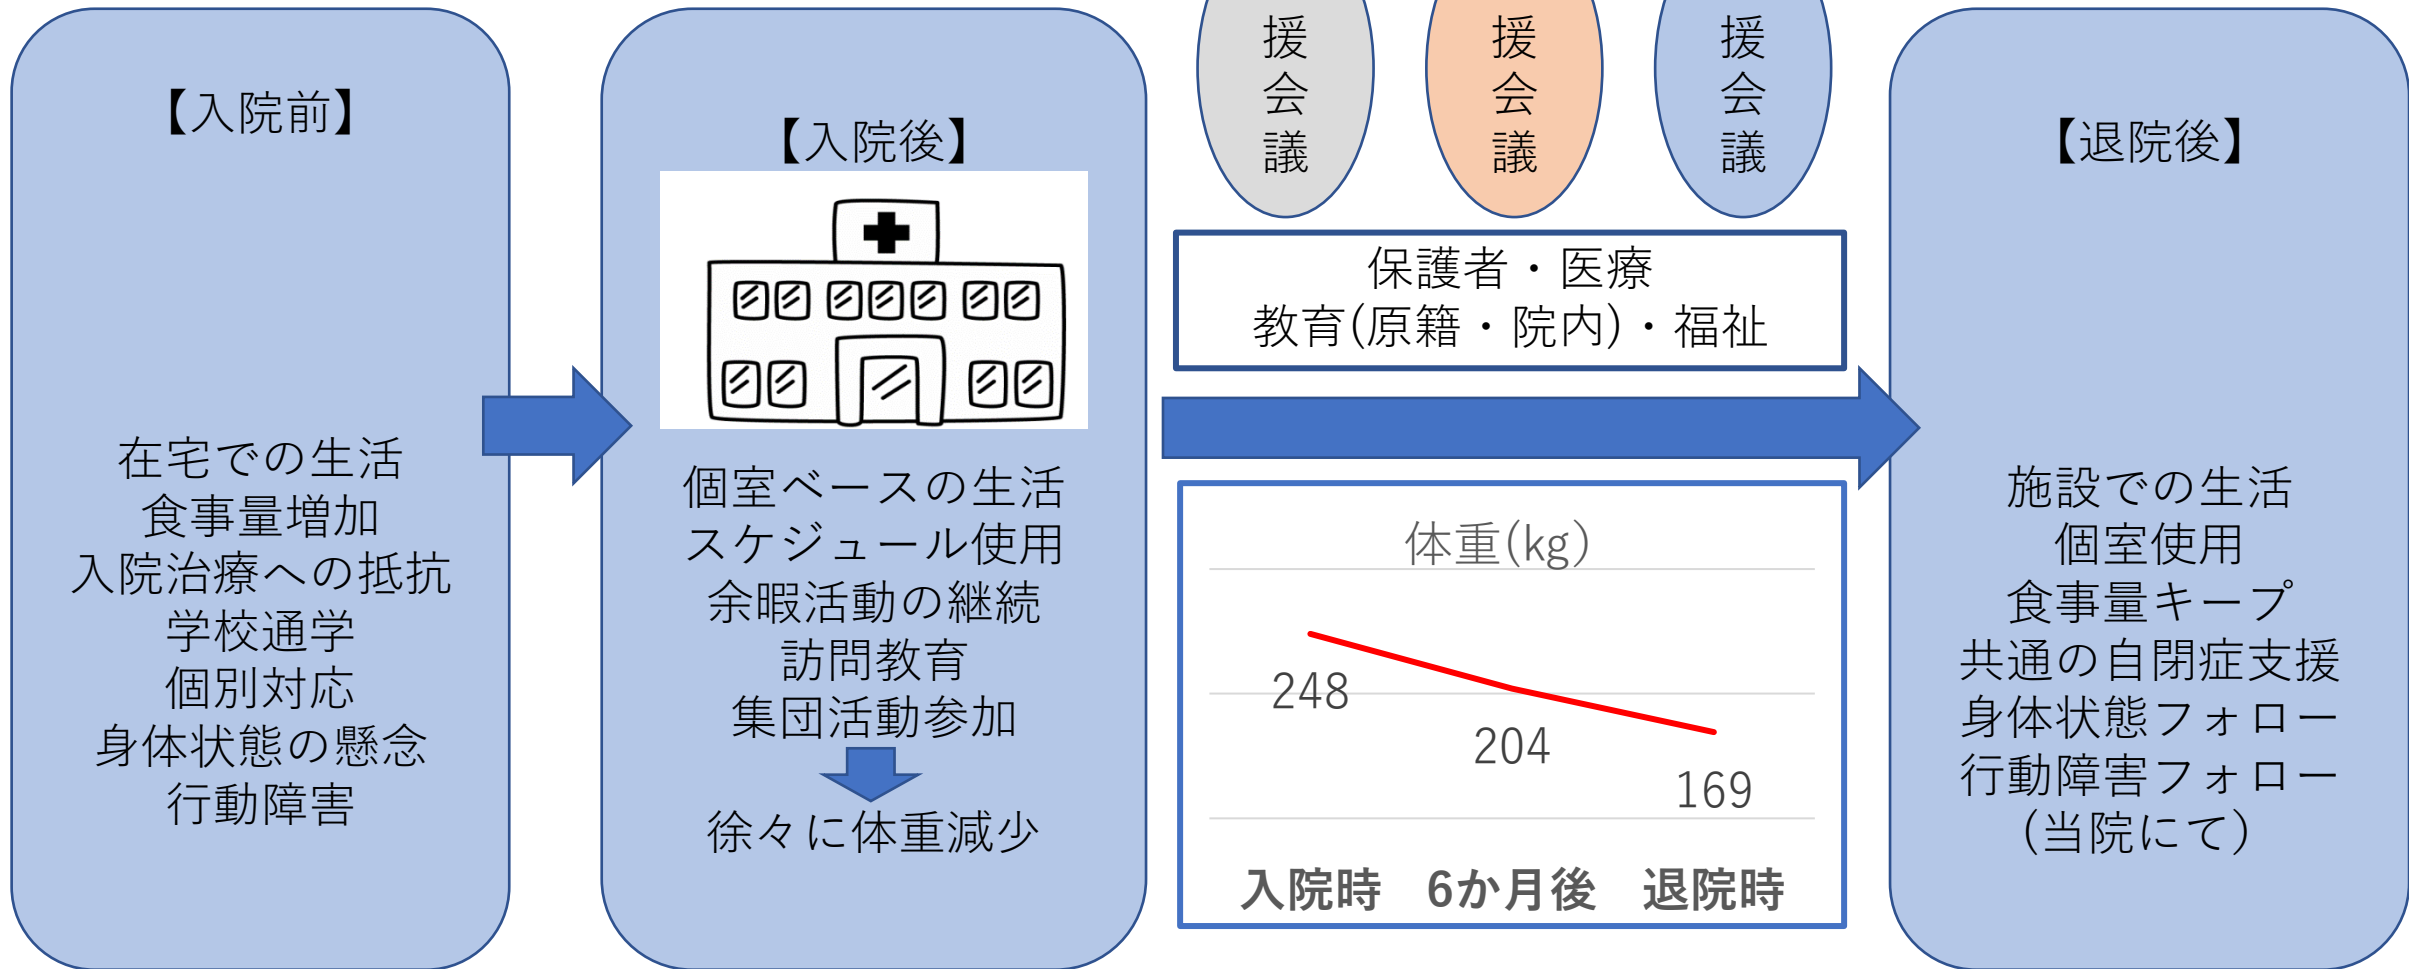 【入院前】
在宅での生活
食事量増加
入院治療への抵抗
学校通学
個別対応
身体状態の懸念
行動障害
【入院後】
個室ベースの生活
スケジュール使用
余暇活動の継続
訪問教育
集団活動参加
徐々に体重減少
援会議
援会議
援会議
保護者・医療
教育(原籍・院内)・福祉
体重(kg)
248
204
169
入院時 6か月後 退院時
【退院後】
施設での生活
個室使用
食事量キープ
共通の自閉症支援
身体状態フォロー
行動障害フォロー
(当院にて)